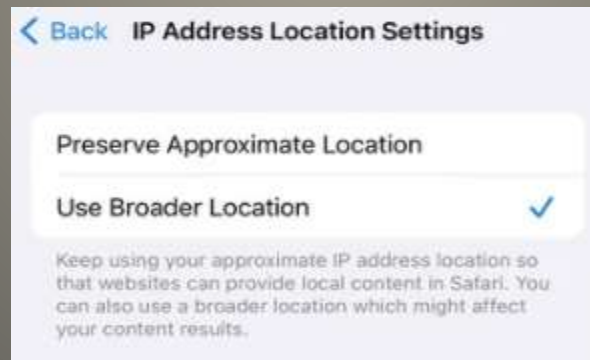 Back IP Address Location Settings
Preserve Approximate Location
Use Broader Location
Keep using your approximate IP address location so
that websites can provide local content in Safari. You
can also use a broader location which might affect
your content results.